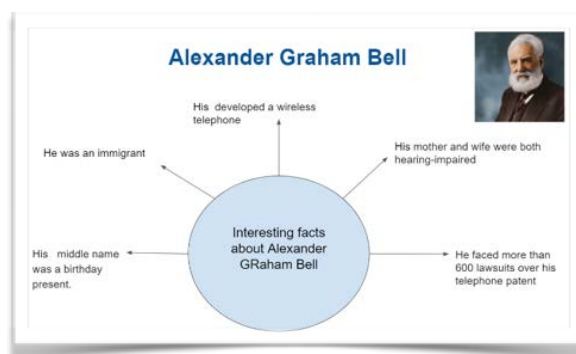 Alexander Graham Bell
His developed a wireless
telephone
He was an immigrant
His mother and wife were both
hearing-impaired
Interesting facts
about Alexander
GRaham Bell
His middle name
was a birthday
present.
He faced more than
600 lawsuits over his
telephone patent